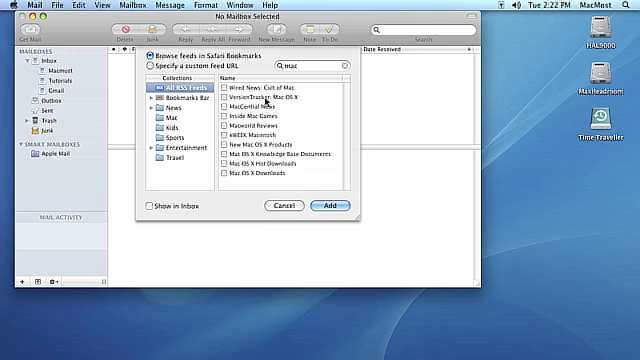 Mail File Edit View Mailbox Message Format Window Help
Tue 2:22 PM MacMost
No Mailbox Selected
Get Mail Delete Junk Reply Reply All Forward New Message Note To Do Search
MAILBOXES
Inbox
Macmost
Tutorials
Gmail
Outbox
Sent
Trash
Junk
SMART MAILBOXES
Apple Mail
MAIL ACTIVITY
Date Received
Browse feeds in Safari Bookmarks
Specify a custom feed URL
mac
Collections
All RSS Feeds
Bookmarks Bar
News
Mac
Kids
Sports
Entertainment
Travel
Name
Wired News: Cult of Mac
VersionTracker: Mac OS X
MacCentral News
Inside Mac Games
Macworld Reviews
eWEEK Macintosh
New Mac OS X Products
Mac OS X Knowledge Base Documents
Mac OS X Hot Downloads
Mac OS X Downloads
Show in Inbox
Cancel
Add
HAL9000
MaxHeadroom
Time Traveller